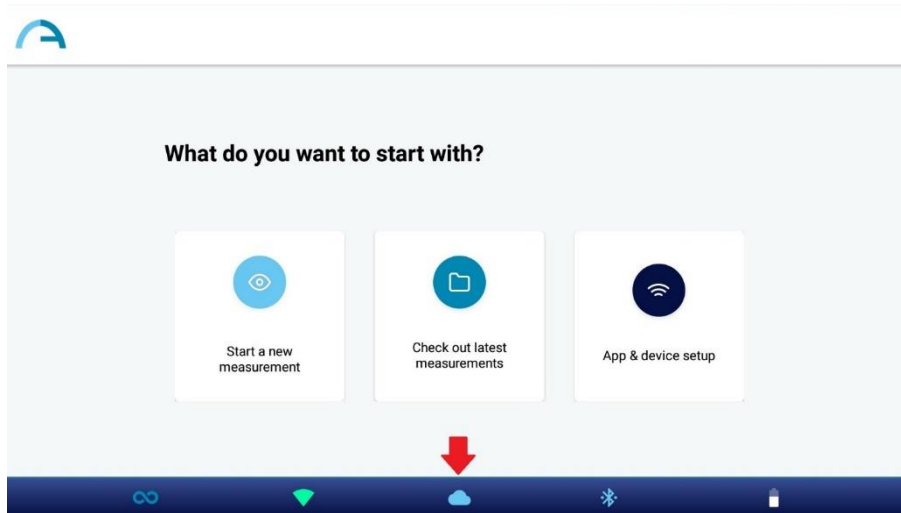 What do you want to start with?
Start a new
measurement
Check out latest
measurements
App & device setup